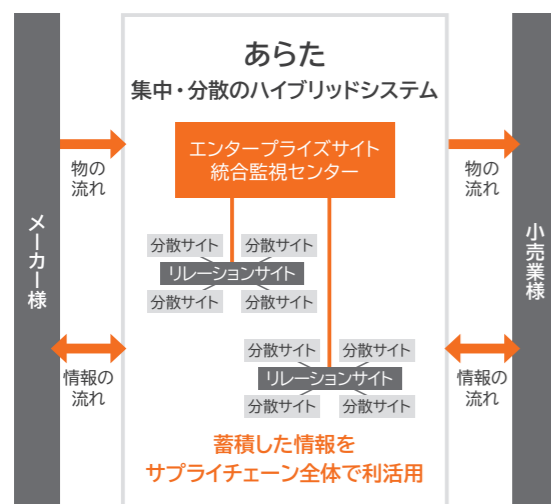 あらた
集中・分散のハイブリッドシステム
エンタープライズサイト
統合監視センター
物の
流れ
物の
流れ
メーカー様
小売業様
分散サイト
分散サイト
リレーションサイト
分散サイト
分散サイト
分散サイト
分散サイト
リレーションサイト
分散サイト
分散サイト
情報の
流れ
情報の
流れ
蓄積した情報を
サプライチェーン全体で利活用